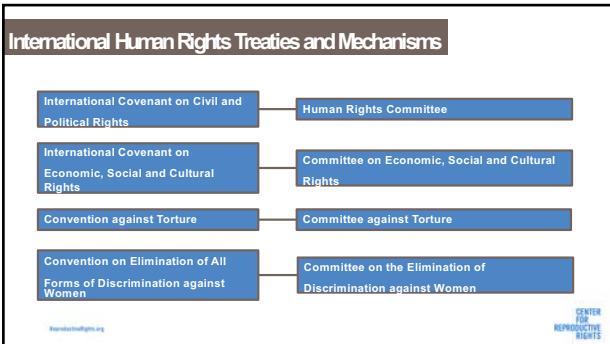 International Human Rights Treaties and Mechanisms
International Covenant on Civil and
Political Rights
Human Rights Committee
International Covenant on
Economic, Social and Cultural
Rights
Committee on Economic, Social and Cultural
Rights
Convention against Torture
Committee against Torture
Convention on Elimination of All
Forms of Discrimination against
Women
Committee on the Elimination of
Discrimination against Women
ReproductiveRights.org
CENTER
FOR
REPRODUCTIVE
RIGHTS